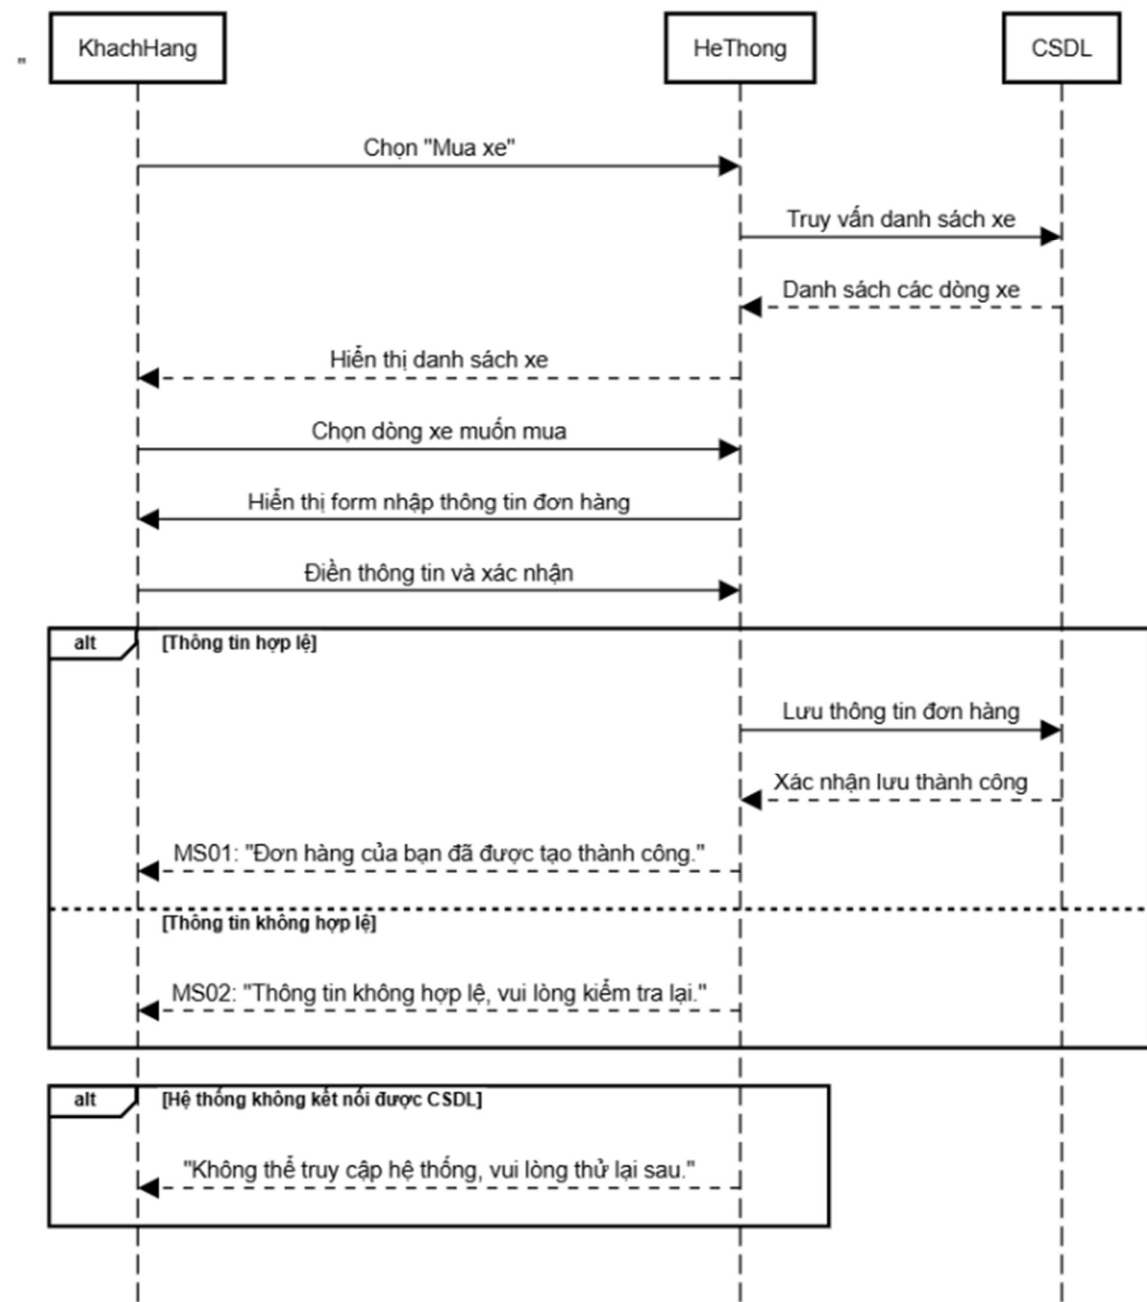 KhachHang
HeThong
CSDL
"
Chọn "Mua xe"
Truy vấn danh sách xe
Danh sách các dòng xe
Hiển thị danh sách xe
Chọn dòng xe muốn mua
Hiển thị form nhập thông tin đơn hàng
Điền thông tin và xác nhận
alt
[Thông tin hợp lệ]
Lưu thông tin đơn hàng
Xác nhận lưu thành công
MS01: "Đơn hàng của bạn đã được tạo thành công."
[Thông tin không hợp lệ]
MS02: "Thông tin không hợp lệ, vui lòng kiểm tra lại."
alt
[Hệ thống không kết nối được CSDL]
"Không thể truy cập hệ thống, vui lòng thử lại sau."